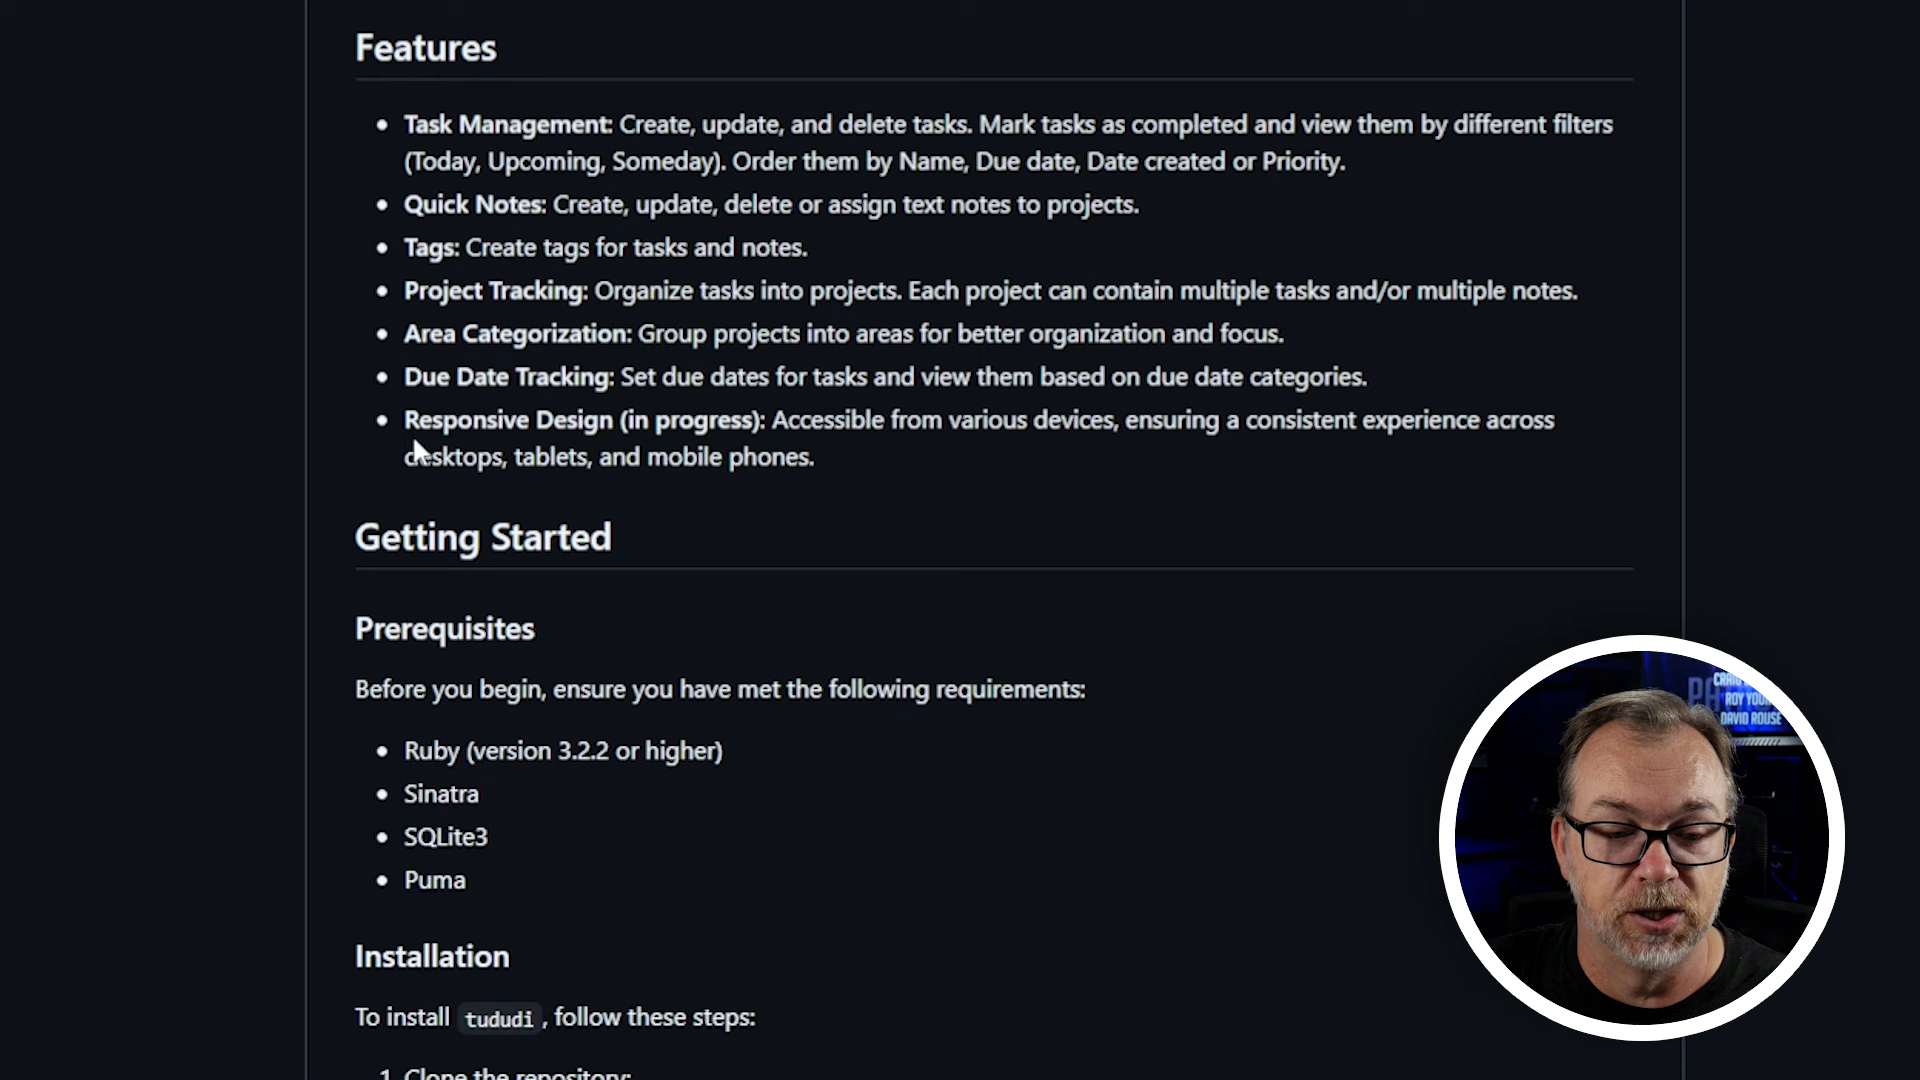 Features
Task Management: Create, update, and delete tasks. Mark tasks as completed and view them by different filters
(Today, Upcoming, Someday). Order them by Name, Due date, Date created or Priority.
Quick Notes: Create, update, delete or assign text notes to projects.
Tags: Create tags for tasks and notes.
Project Tracking: Organize tasks into projects. Each project can contain multiple tasks and/or multiple notes.
Area Categorization: Group projects into areas for better organization and focus.
Due Date Tracking: Set due dates for tasks and view them based on due date categories.
Responsive Design (in progress): Accessible from various devices, ensuring a consistent experience across
desktops, tablets, and mobile phones.
Getting Started
Prerequisites
Before you begin, ensure you have met the following requirements:
Ruby (version 3.2.2 or higher)
Sinatra
SQLite3
Puma
Installation
To install tududi, follow these steps:
1. Clone the repository:
ROY
DAVID ROUSE